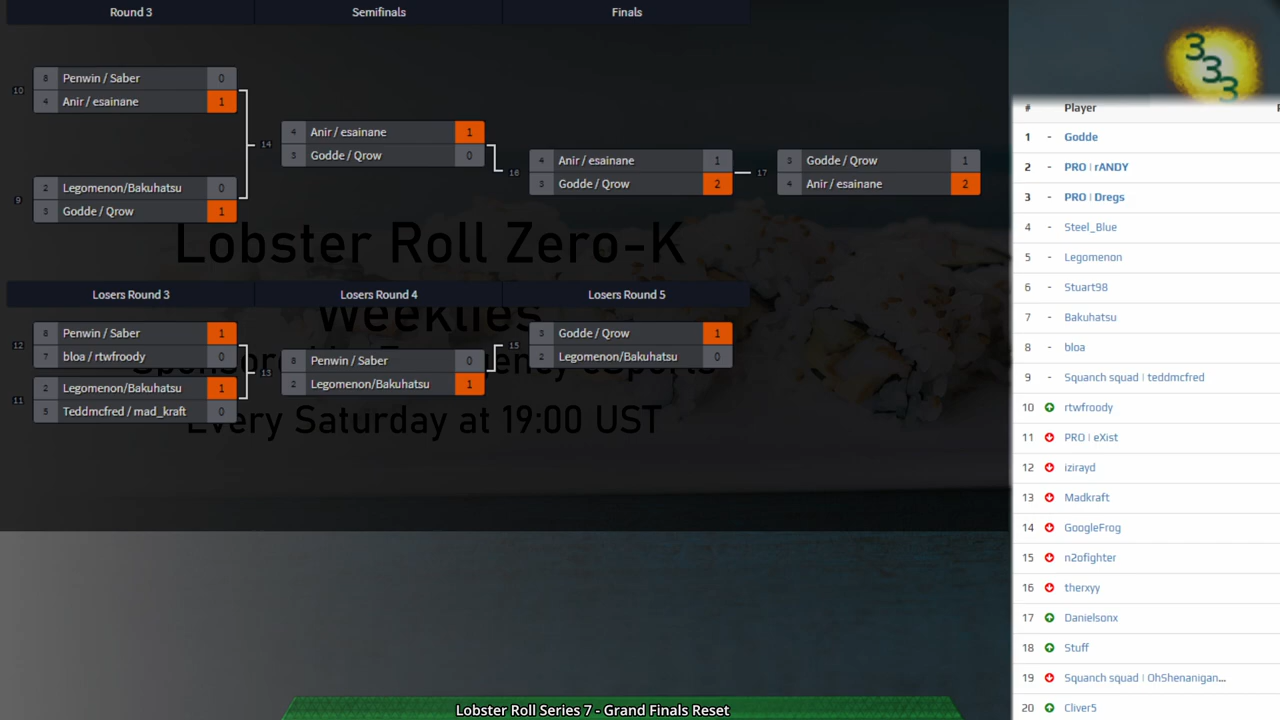 Round 3
Semifinals
Finals
10
8 Penwin / Saber 0
4 Anir / esainane 1
9
2 Legomenon/Bakuhatsu 0
3 Godde / Qrow 1
14
4 Anir / esainane 1
3 Godde / Qrow 0
16
4 Anir / esainane 1
3 Godde / Qrow 2
17
3 Godde / Qrow 1
4 Anir / esainane 2
Lobster Roll Zero-K
Weeklies
Every Saturday at 19:00 UST
Losers Round 3
Losers Round 4
Losers Round 5
12
8 Penwin / Saber 1
7 bloa / rtwfroody 0
11
2 Legomenon/Bakuhatsu 1
5 Teddmcfred / mad_kraft 0
13
8 Penwin / Saber 0
2 Legomenon/Bakuhatsu 1
15
3 Godde / Qrow 1
2 Legomenon/Bakuhatsu 0
3
3
3
# Player
1 - Godde
2 - PRO | rANDY
3 - PRO | Dregs
4 - Steel_Blue
5 - Legomenon
6 - Stuart98
7 - Bakuhatsu
8 - bloa
9 - Squanch squad | teddmcfred
10 rtwfroody
11 PRO | eXist
12 izirayd
13 Madkraft
14 GoogleFrog
15 n2ofighter
16 therxyy
17 Danielsonx
18 Stuff
19 Squanch squad | OhShenanigan...
20 Cliver5
Lobster Roll Series 7 - Grand Finals Reset